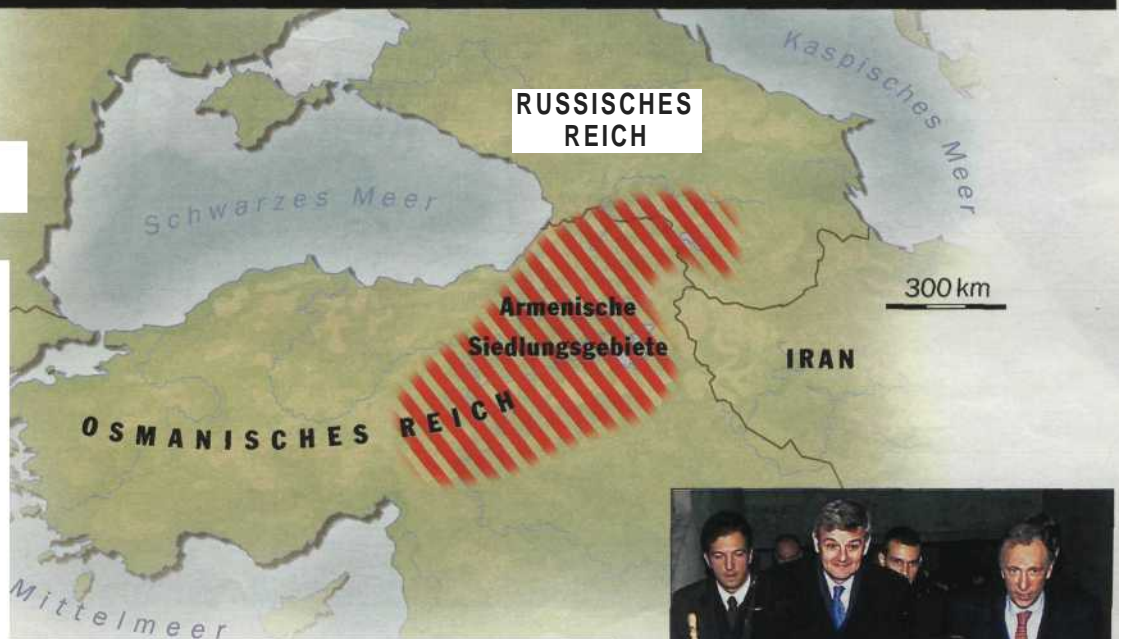 Kaspisches Meer
RUSSISCHES
REICH
Schwarzes Meer
300 km
Armenische
Siedlungsgebiete
IRAN
OSMANISCHES REICH
Mittelmeer